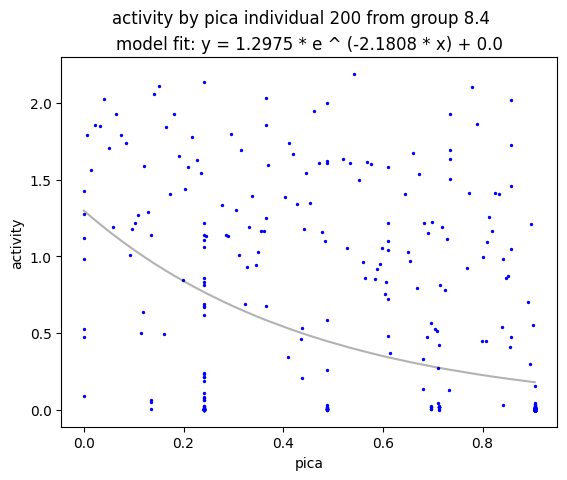 activity by pica individual 200 from group 8.4
model fit: y = 1.2975 * e ^ (-2.1808 * x) + 0.0
2.0
1.5
1.0
0.5
0.0
activity
0.0 0.2 0.4 0.6 0.8
pica